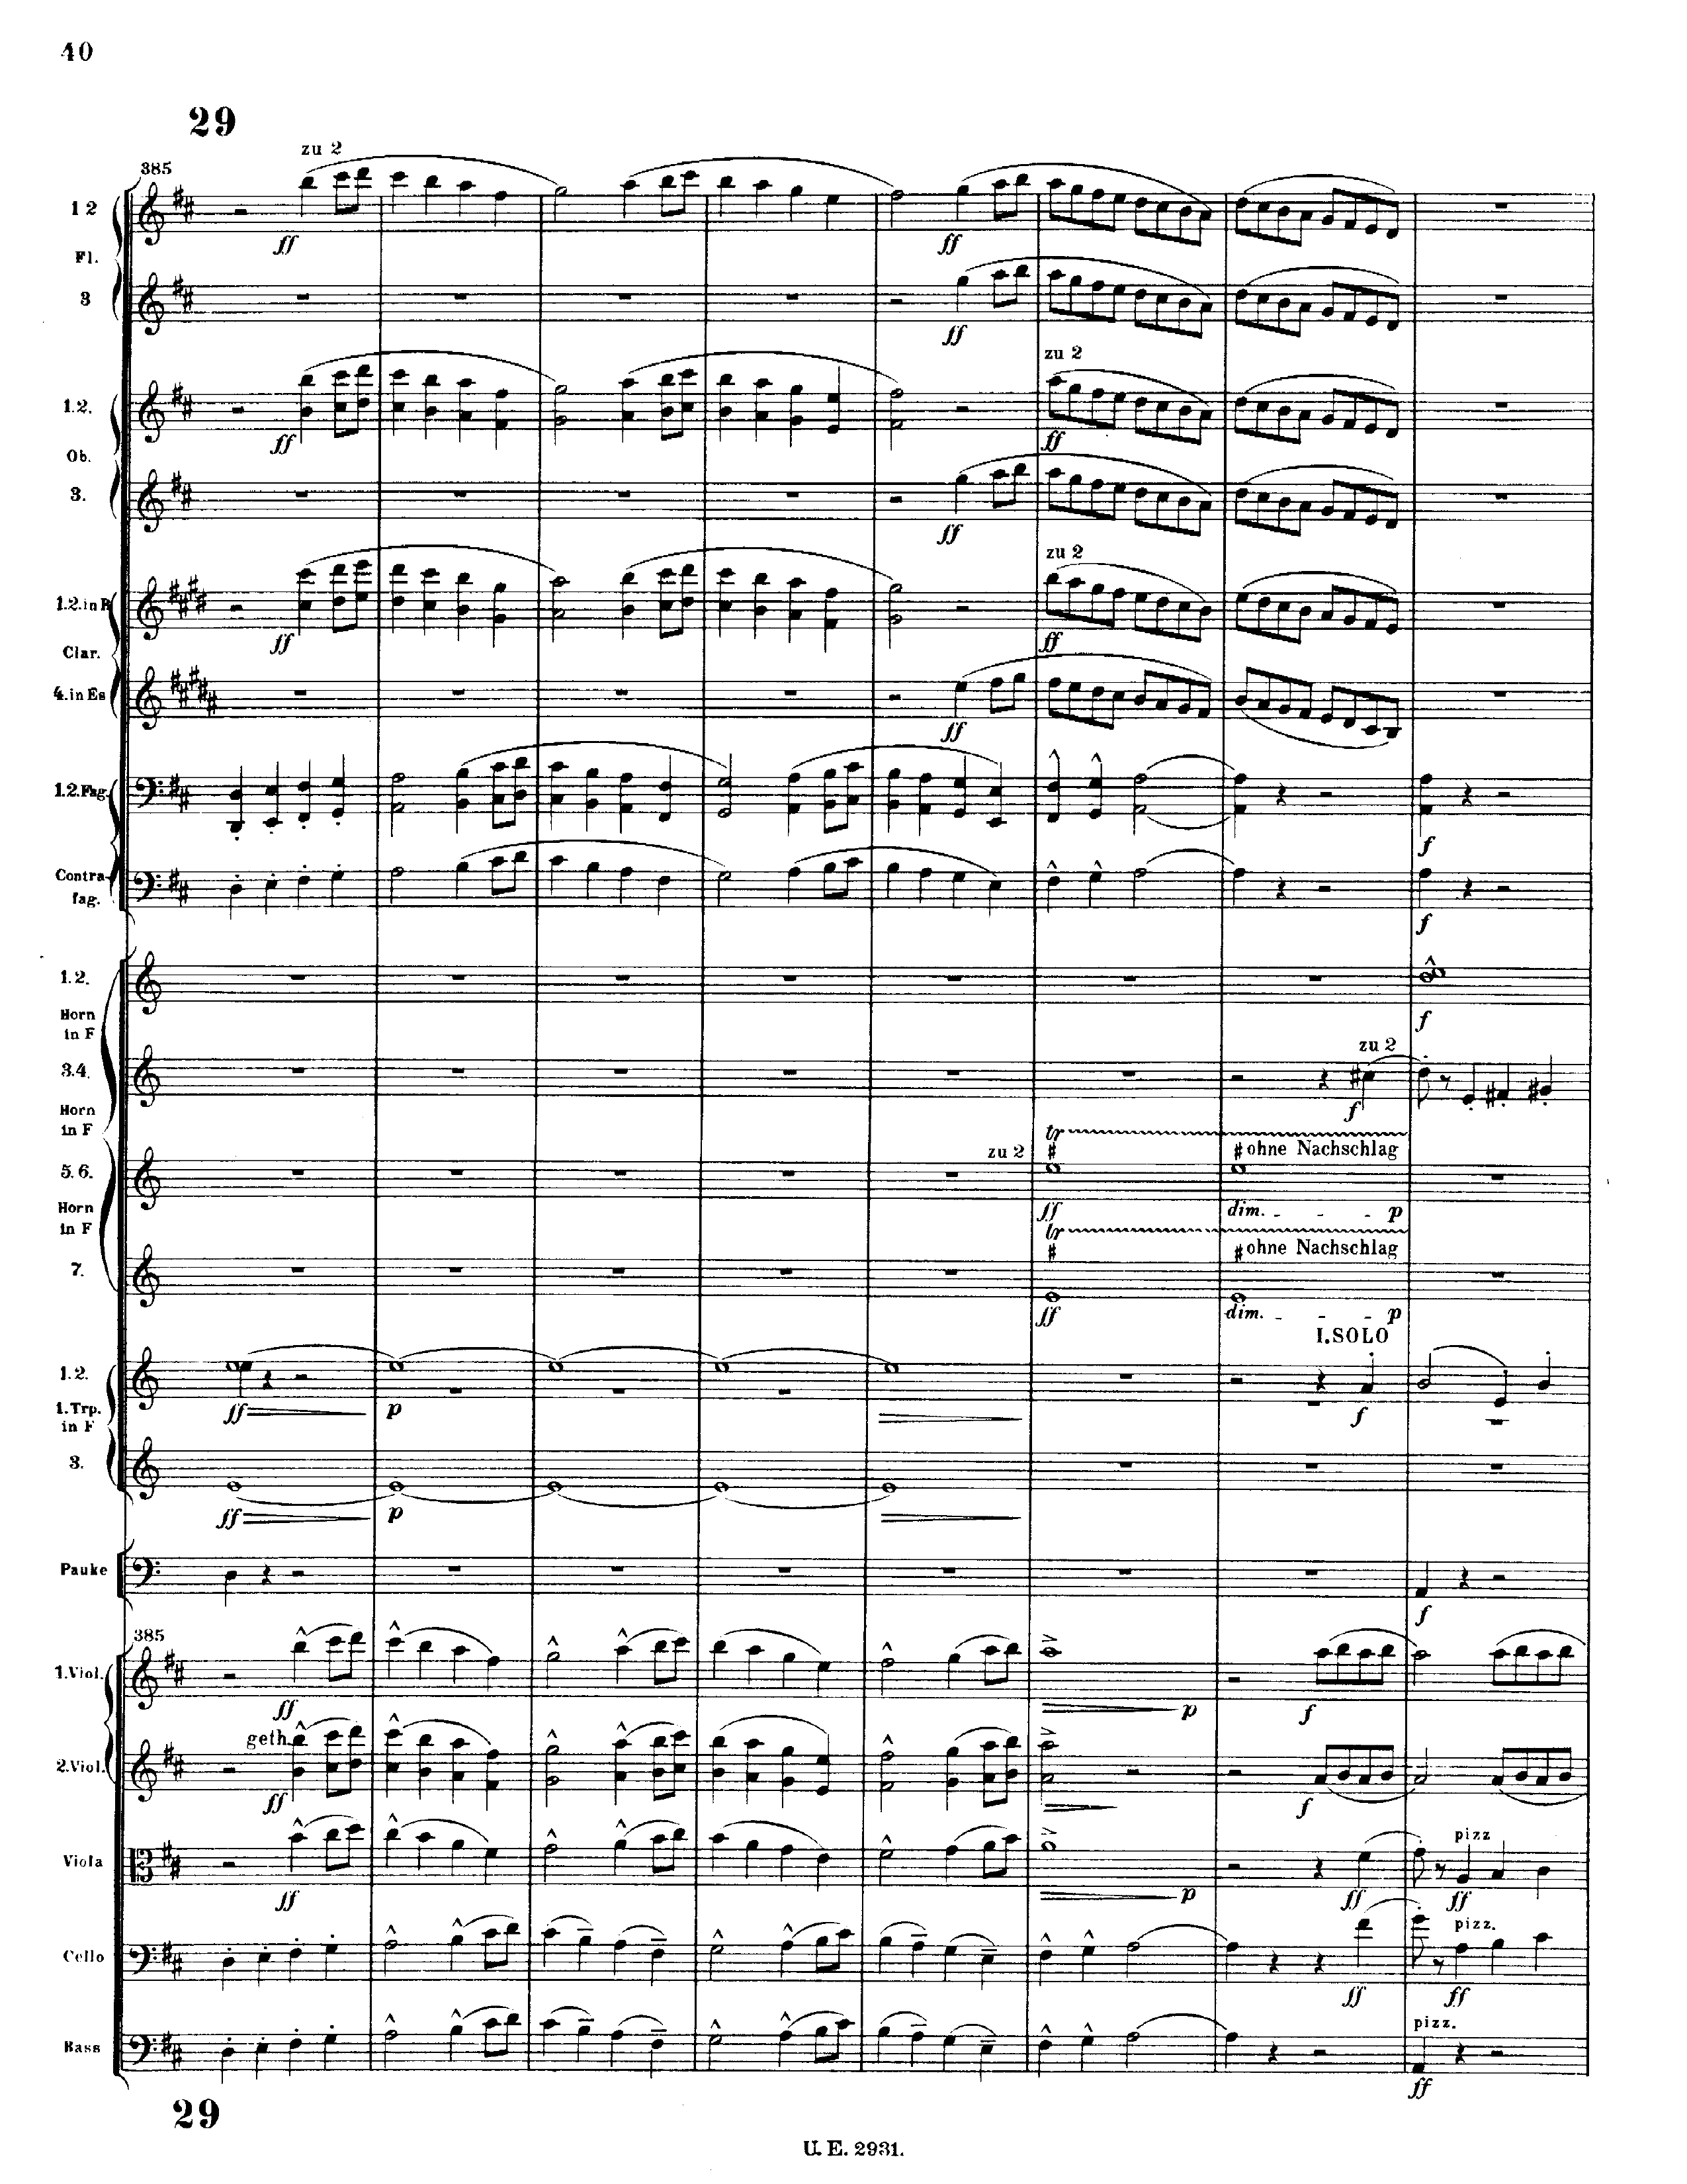 40
29
385
zu 2
1 2
ff
ff
Fl.
3
ff
zu 2
1.2.
ff
ff
Ob.
3.
ff
zu 2
1.2.in B
ff
ff
Clar.
4.in Es
ff
1.2.Fag.
f
Contra-
fag.
f
1.2.
f
Horn
in F
zu 2
3.4.
f
Horn
in F
tr
zu 2
ohne Nachschlag
5. 6.
ff
dim. - - - p
Horn
in F
tr
ohne Nachschlag
7.
ff
dim. - - - p
I.SOLO
1.2.
ff
p
f
1.Trp.
in F
3.
ff
p
Pauke
f
385
1.Viol.
ff
p
f
geth.
2.Viol.
ff
f
pizz
Viola
ff
p
ff
ff
pizz.
Cello
ff
ff
pizz.
Bass
ff
29
U. E. 2931.